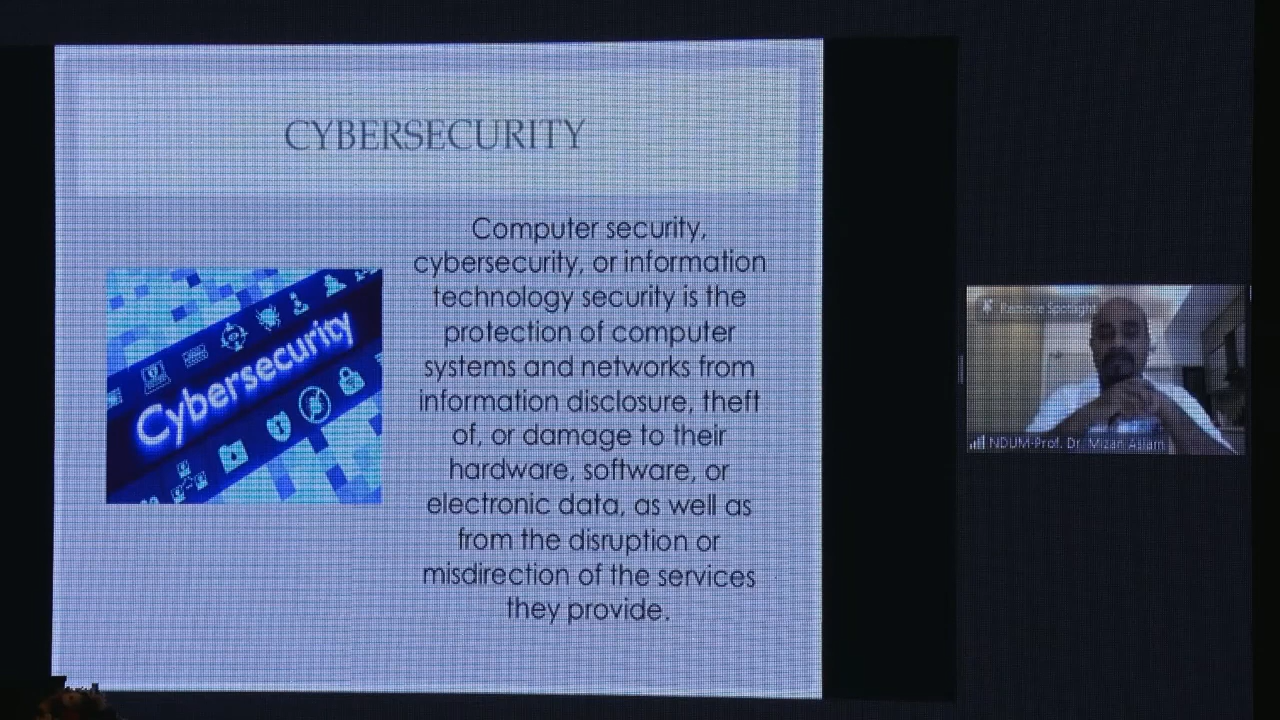 CYBERSECURITY
Computer security,
cybersecurity, or information
technology security is the
protection of computer
systems and networks from
information disclosure, theft
of, or damage to their
hardware, software, or
electronic data, as well as
from the disruption or
misdirection of the services
they provide.
Cybersecurity
Remove Spotlight
NDUM-Prof. Dr. Mizan Aslam